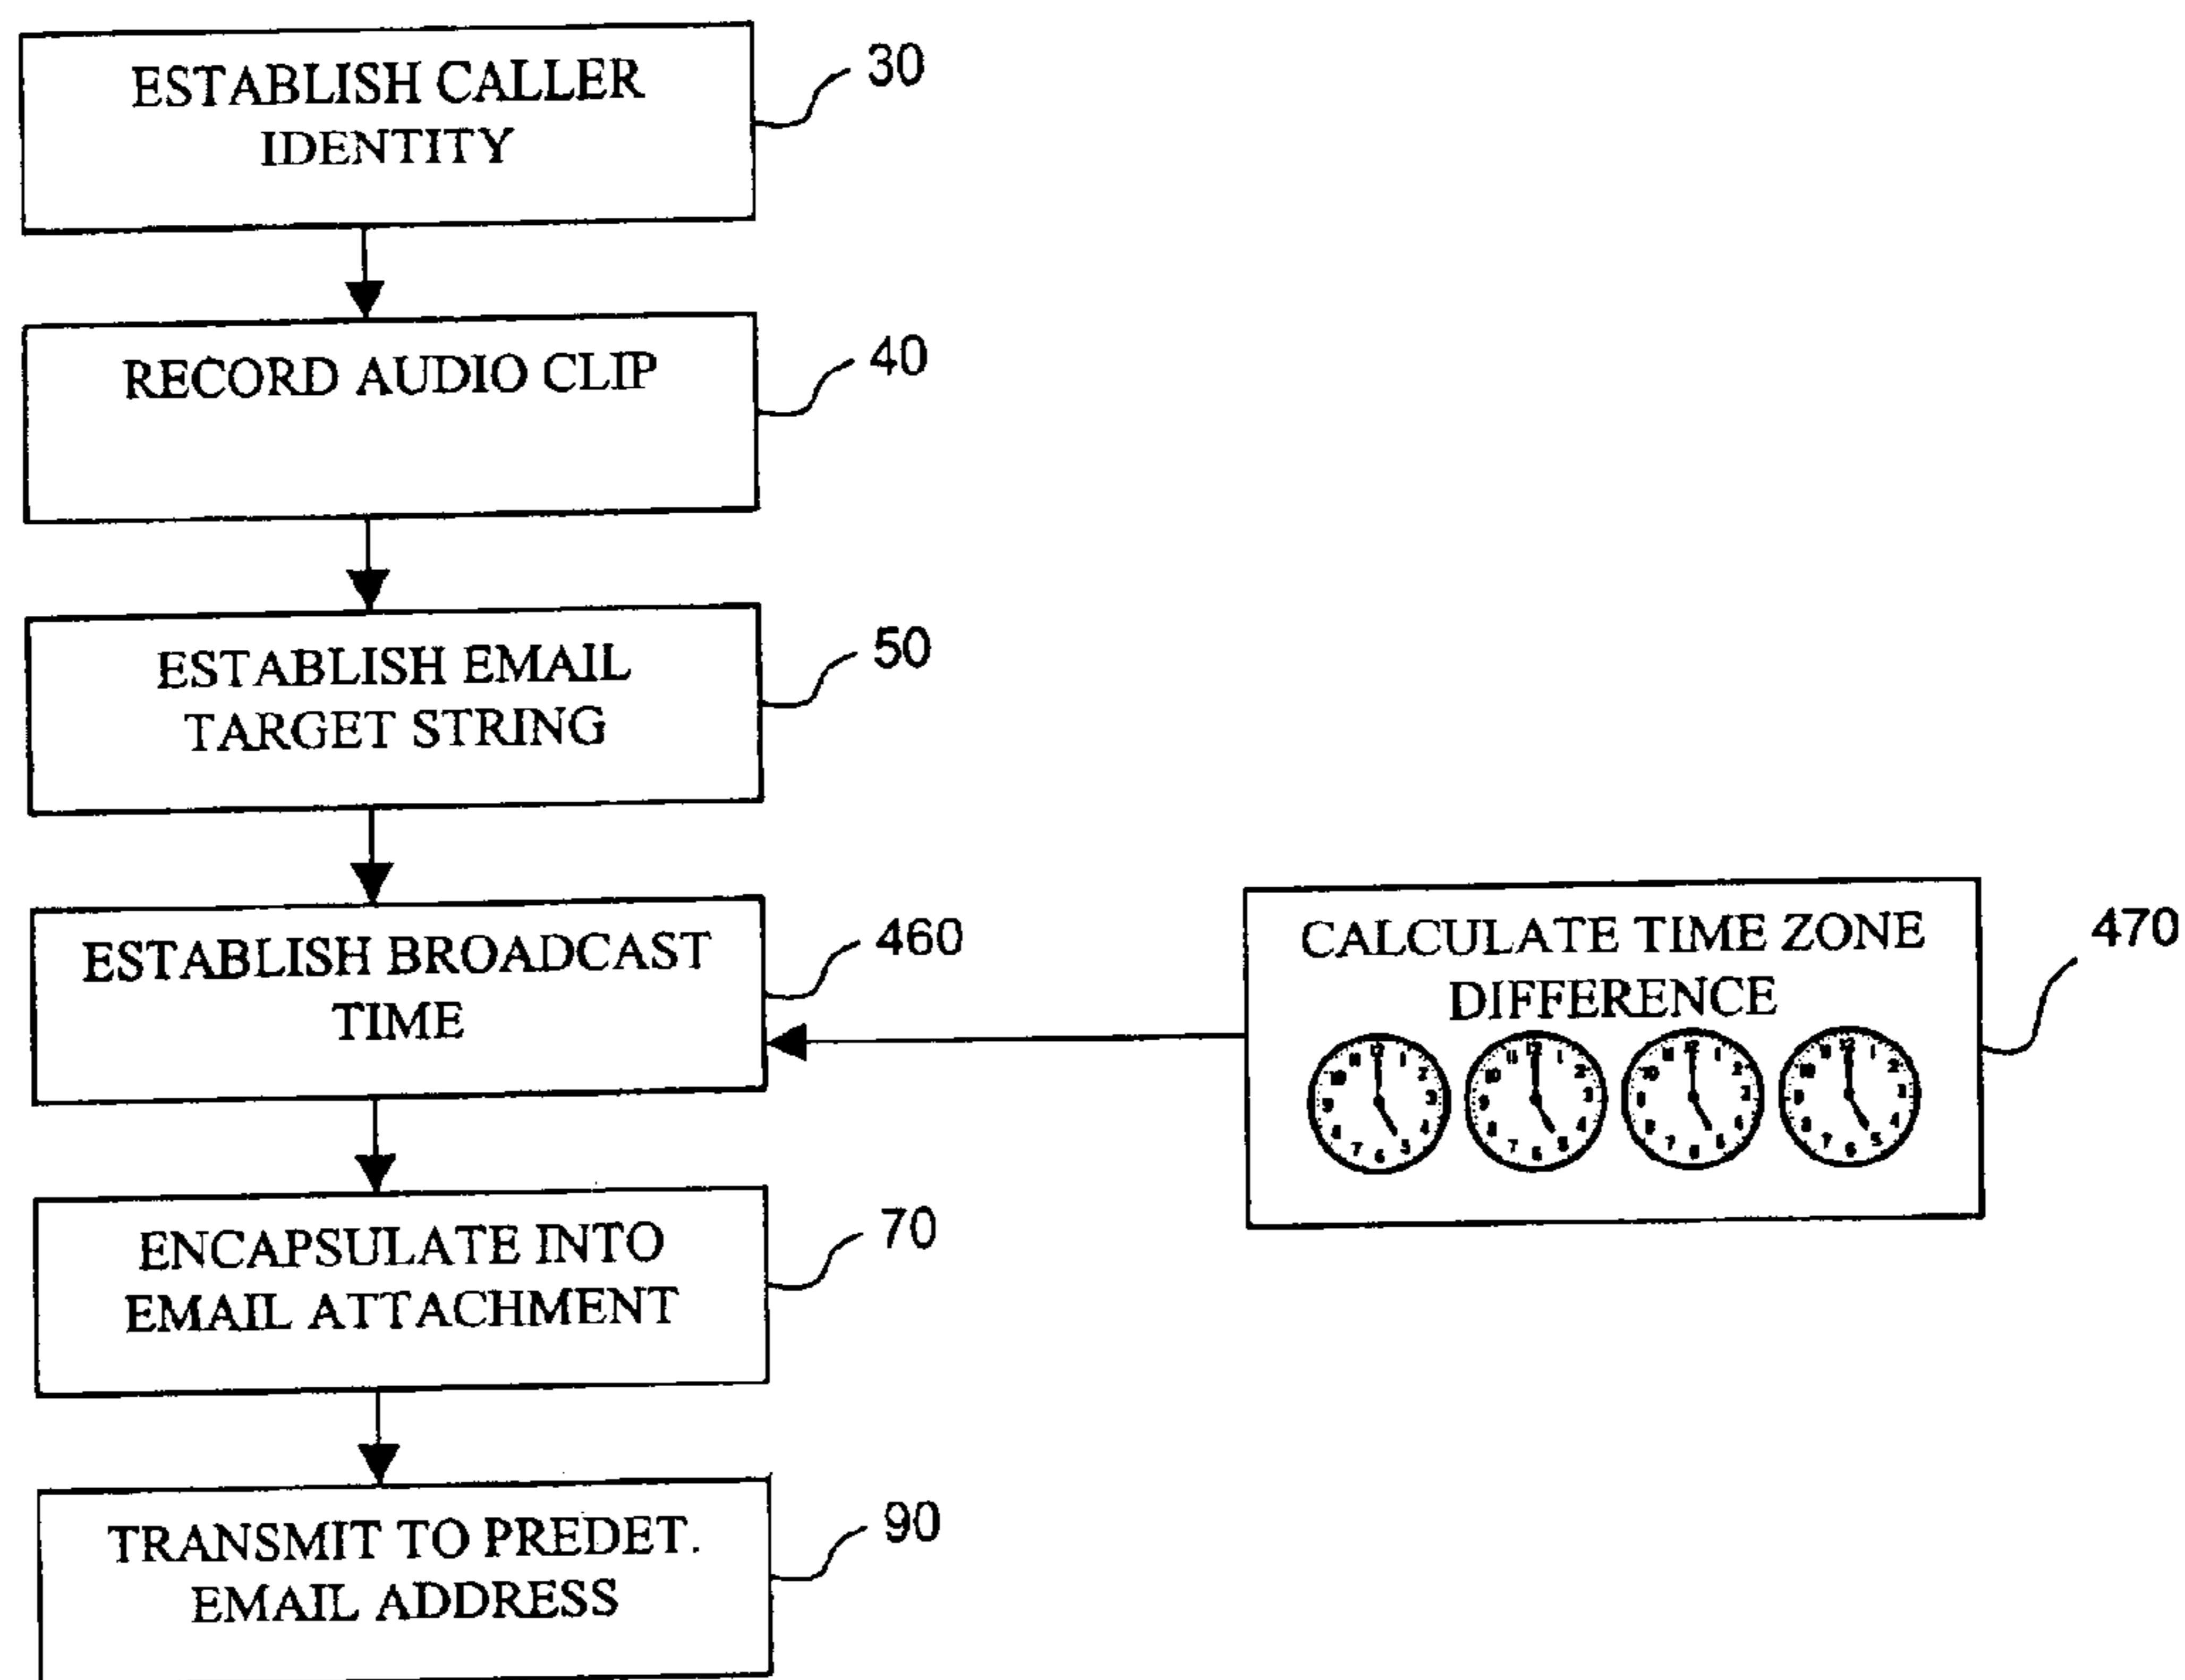 ESTABLISH CALLER
IDENTITY
30
RECORD AUDIO CLIP
40
ESTABLISH EMAIL
TARGET STRING
50
ESTABLISH BROADCAST
TIME
460
CALCULATE TIME ZONE
DIFFERENCE
470
ENCAPSULATE INTO
EMAIL ATTACHMENT
70
TRANSMIT TO PREDET.
EMAIL ADDRESS
90